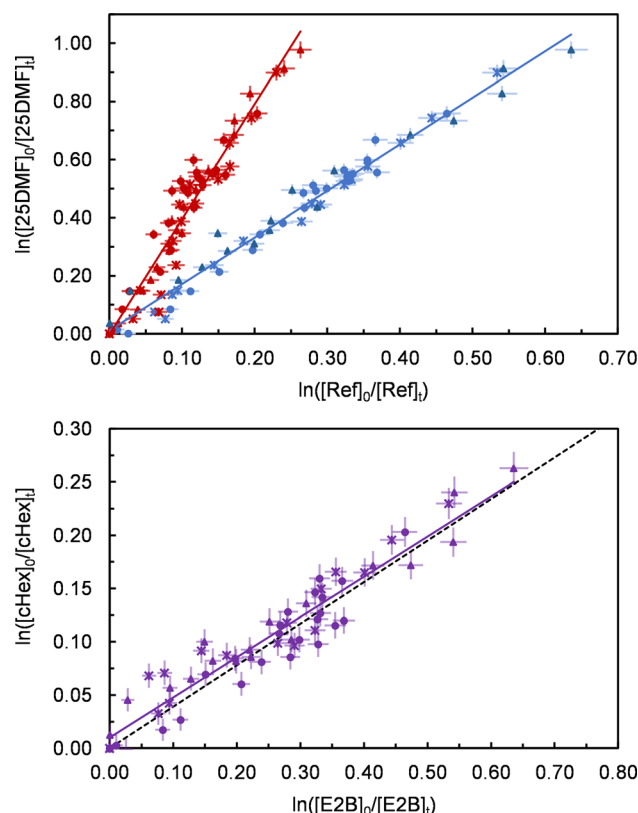 ln([25DMF]₀/[25DMF]ₜ]
1.00
0.80
0.60
0.40
0.20
0.00
0.00 0.10 0.20 0.30 0.40 0.50 0.60 0.70
ln([Ref]₀/[Ref]ₜ)
ln([cHex]₀/[cHex]ₜ]
0.30
0.25
0.20
0.15
0.10
0.05
0.00
0.00 0.10 0.20 0.30 0.40 0.50 0.60 0.70 0.80
ln([E2B]₀/[E2B]ₜ)